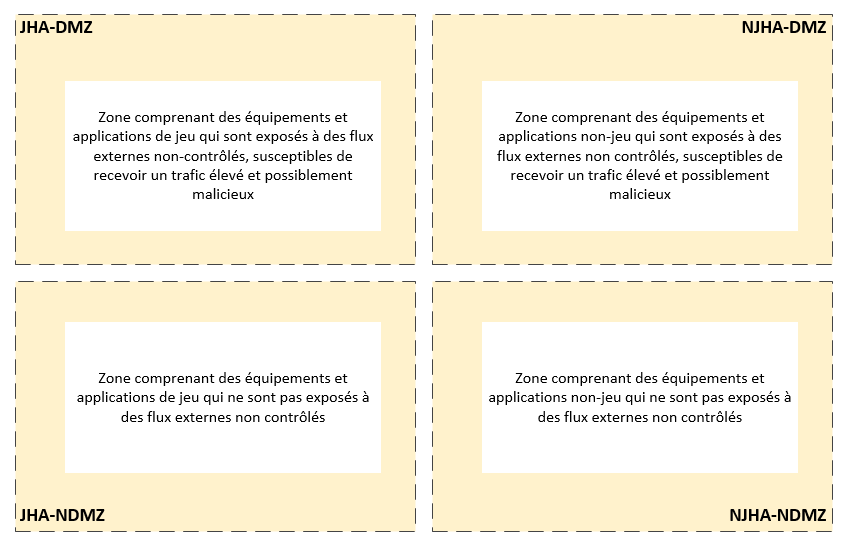 JHA-DMZ
Zone comprenant des équipements et
applications de jeu qui sont exposés à des flux
externes non-contrôlés, susceptibles de
recevoir un trafic élevé et possiblement
malicieux
NJHA-DMZ
Zone comprenant des équipements et
applications non-jeu qui sont exposés à des
flux externes non contrôlés, susceptibles de
recevoir un trafic élevé et possiblement
malicieux
Zone comprenant des équipements et
applications de jeu qui ne sont pas exposés à
des flux externes non contrôlés
JHA-NDMZ
Zone comprenant des équipements et
applications non-jeu qui ne sont pas exposés à
des flux externes non contrôlés
NJHA-NDMZ